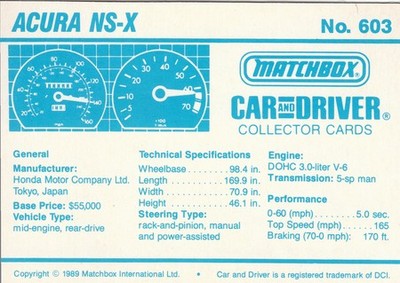 ACURA NS-X
No. 603
MATCHBOX
CAR AND DRIVER®
COLLECTOR CARDS
General
Manufacturer:
Honda Motor Company Ltd.
Tokyo, Japan
Base Price: $55,000
Vehicle Type:
mid-engine, rear-drive
Technical Specifications
Wheelbase . . . . . . . . 98.4 in.
Length . . . . . . . . . . 169.9 in.
Width . . . . . . . . . . . 70.9 in.
Height . . . . . . . . . . 46.1 in.
Steering Type:
rack-and-pinion, manual
and power-assisted
Engine:
DOHC 3.0-liter V-6
Transmission: 5-sp man
Performance
0-60 (mph) . . . . . . . . 5.0 sec.
Top Speed (mph) . . . . . 165
Braking (70-0 mph): 170 ft.
Copyright © 1989 Matchbox International Ltd. • Car and Driver is a registered trademark of DCI.